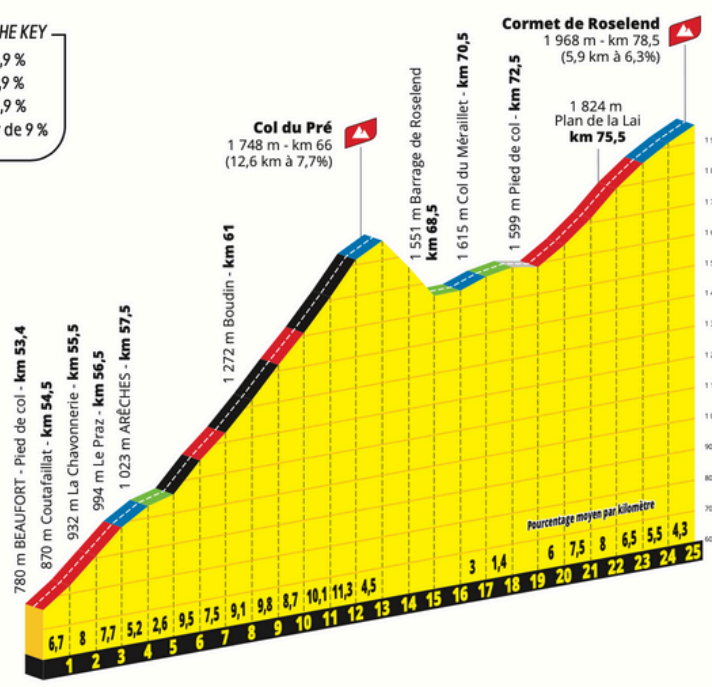 HE KEY
,9 %
,9 %
,9 %
de 9 %
Cormet de Roselend
1 968 m - km 78,5
(5,9 km à 6,3%)
Col du Pré
1 748 m - km 66
(12,6 km à 7,7%)
1 824 m
Plan de la Lai
km 75,5
780 m BEAUFORT - Pied de col - km 53,4
870 m Coutafaillat - km 54,5
932 m La Chavonnerie - km 55,5
994 m Le Praz - km 56,5
1 023 m ARÊCHES - km 57,5
1 272 m Boudin - km 61
1 551 m Barrage de Roselend
km 68,5
1 615 m Col du Méraillet - km 70,5
1 599 m Pied de col - km 72,5
Pourcentage moyen par kilomètre
6,7 8 7,7 5,2 2,6 9,5 7,5 9,1 9,8 8,7 10,1 11,3 4,5 3 1,4 6 7,5 8 6,5 5,5 4,3
1 2 3 4 5 6 7 8 9 10 11 12 13 14 15 16 17 18 19 20 21 22 23 24 25